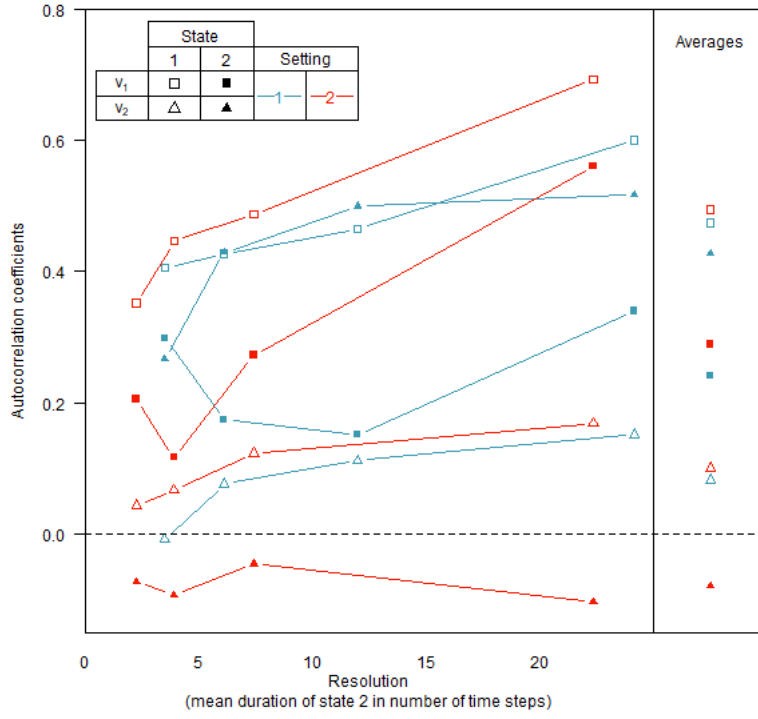 0.8
State
Averages
1 2 Setting
v1
1 2
v2
0.6
0.4
0.2
0.0
Autocorrelation coefficients
0 5 10 15 20
Resolution
(mean duration of state 2 in number of time steps)